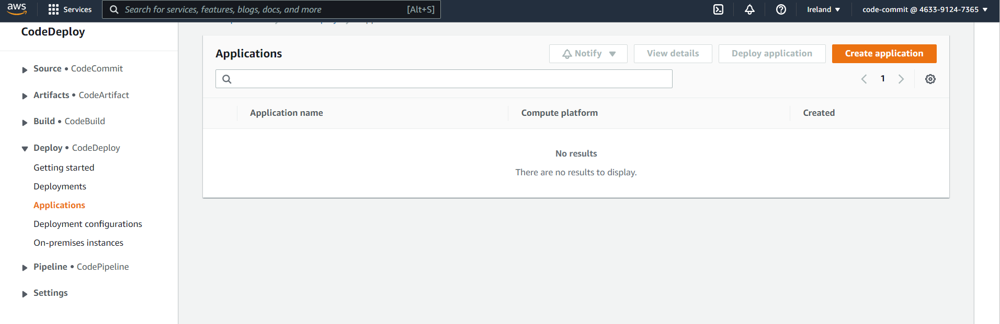 aws
Services
Search for services, features, blogs, docs, and more
[Alt+S]
Ireland
code-commit @ 4633-9124-7365
CodeDeploy
Source • CodeCommit
Artifacts • CodeArtifact
Build • CodeBuild
Deploy • CodeDeploy
Getting started
Deployments
Applications
Deployment configurations
On-premises instances
Pipeline • CodePipeline
Settings
Applications
Notify
View details
Deploy application
Create application
1
Application name
Compute platform
Created
No results
There are no results to display.